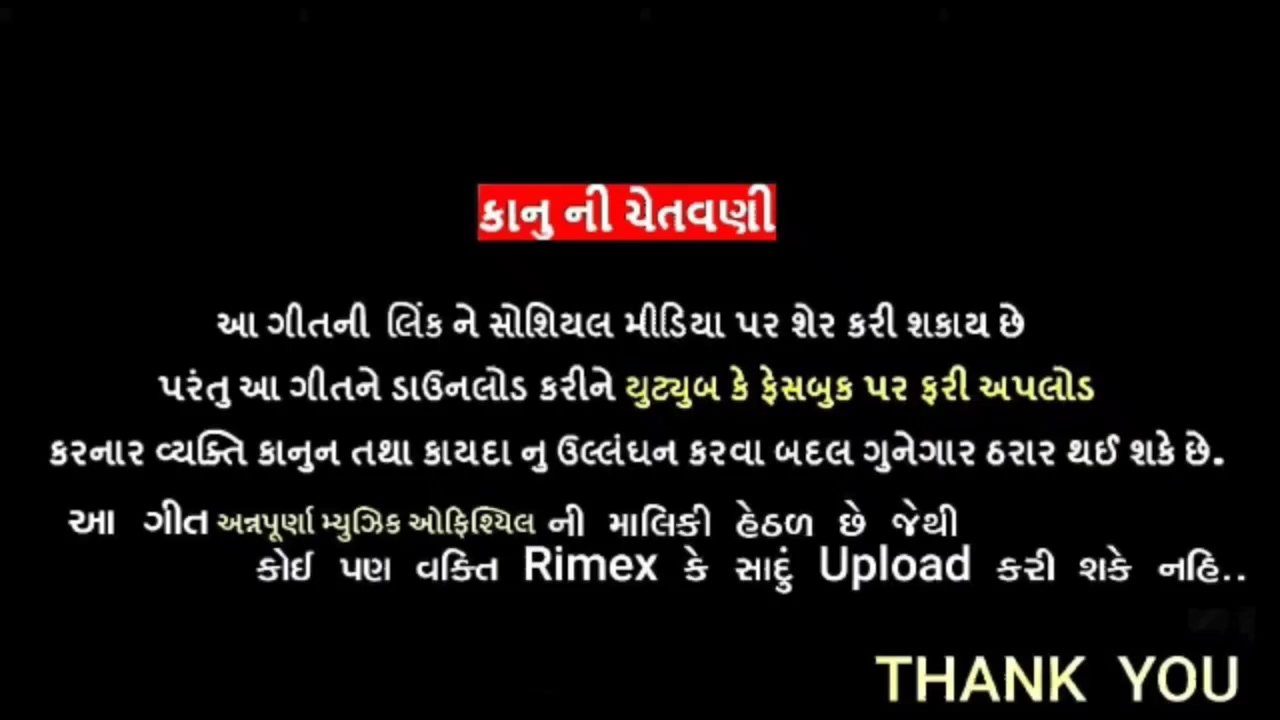 કાનુ ની ચેતવણી
આ ગીતની લિંક ને સોશિયલ મીડિયા પર શેર કરી શકાય છે
પરંતુ આ ગીતને ડાઉનલોડ કરીને યુટ્યુબ કે ફેસબુક પર ફરી અપલોડ
કરનાર વ્યક્તિ કાનુન તથા કાયદા નુ ઉલ્લંઘન કરવા બદલ ગુનેગાર ઠરાર થઈ શકે છે.
આ ગીત અન્નપૂર્ણા મ્યુઝિક ઓફિશ્યિલ ની માલિકી હેઠળ છે જેથી
કોઈ પણ વકિત Rimex કે સાદું Upload કરી શકે નહિ..
THANK YOU